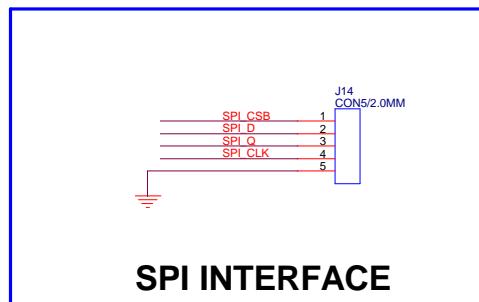 J14
CON5/2.0MM
SPI_CSB 1
SPI_D 2
SPI_Q 3
SPI_CLK 4
5
SPI INTERFACE